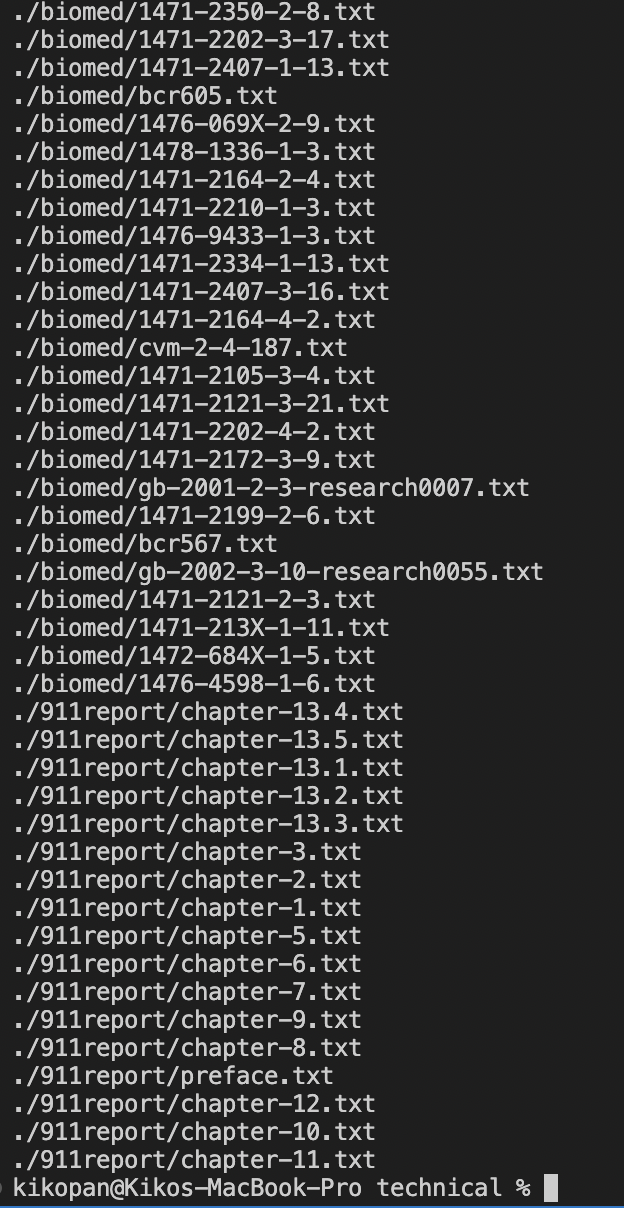 ./biomed/1471-2350-2-8.txt
./biomed/1471-2202-3-17.txt
./biomed/1471-2407-1-13.txt
./biomed/bcr605.txt
./biomed/1476-069X-2-9.txt
./biomed/1478-1336-1-3.txt
./biomed/1471-2164-2-4.txt
./biomed/1471-2210-1-3.txt
./biomed/1476-9433-1-3.txt
./biomed/1471-2334-1-13.txt
./biomed/1471-2407-3-16.txt
./biomed/1471-2164-4-2.txt
./biomed/cvm-2-4-187.txt
./biomed/1471-2105-3-4.txt
./biomed/1471-2121-3-21.txt
./biomed/1471-2202-4-2.txt
./biomed/1471-2172-3-9.txt
./biomed/gb-2001-2-3-research0007.txt
./biomed/1471-2199-2-6.txt
./biomed/bcr567.txt
./biomed/gb-2002-3-10-research0055.txt
./biomed/1471-2121-2-3.txt
./biomed/1471-213X-1-11.txt
./biomed/1472-684X-1-5.txt
./biomed/1476-4598-1-6.txt
./911report/chapter-13.4.txt
./911report/chapter-13.5.txt
./911report/chapter-13.1.txt
./911report/chapter-13.2.txt
./911report/chapter-13.3.txt
./911report/chapter-3.txt
./911report/chapter-2.txt
./911report/chapter-1.txt
./911report/chapter-5.txt
./911report/chapter-6.txt
./911report/chapter-7.txt
./911report/chapter-9.txt
./911report/chapter-8.txt
./911report/preface.txt
./911report/chapter-12.txt
./911report/chapter-10.txt
./911report/chapter-11.txt
kikopan@Kikos-MacBook-Pro technical %